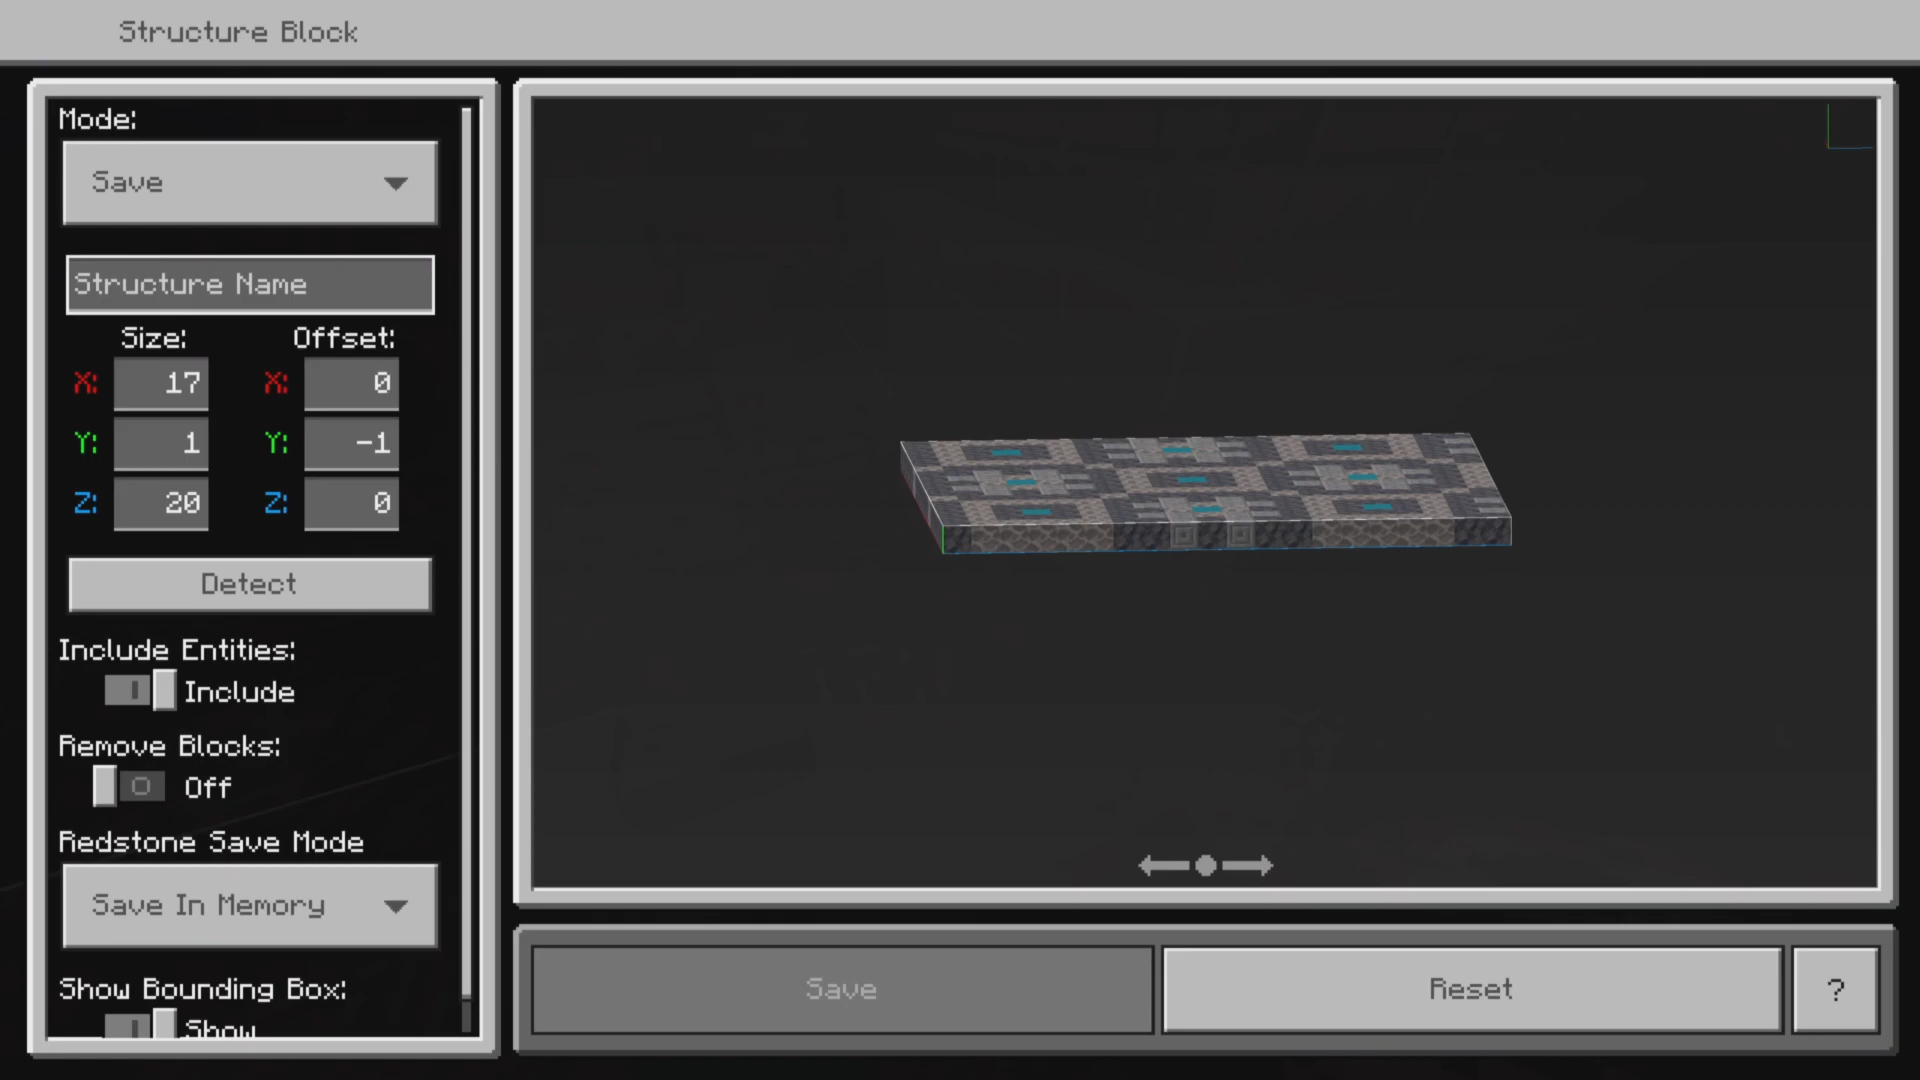 Structure Block
Mode:
Save
Structure Name
Size: Offset:
X: 17 X: 0
Y: 1 Y: -1
Z: 20 Z: 0
Detect
Include Entities:
Include
Remove Blocks:
Off
Redstone Save Mode
Save In Memory
Show Bounding Box:
Show
Save Reset ?